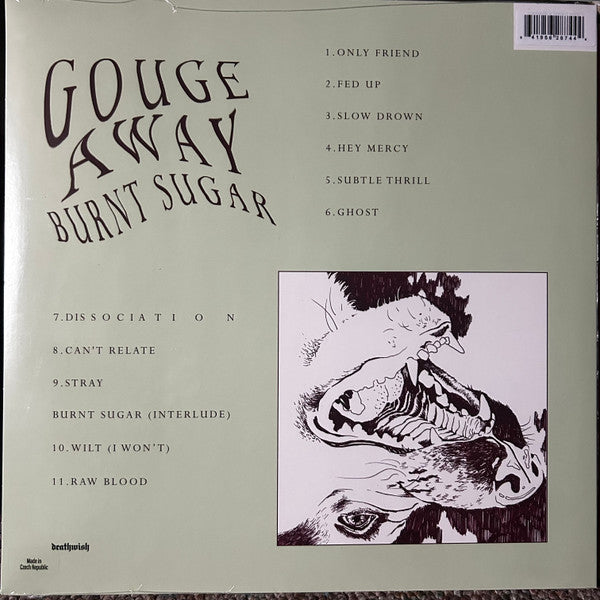 GOUGE
AWAY
BURNT SUGAR
1.ONLY FRIEND
2.FED UP
3.SLOW DROWN
4.HEY MERCY
5.SUBTLE THRILL
6.GHOST
7.DISSOCIATION
8.CAN'T RELATE
9.STRAY
BURNT SUGAR (INTERLUDE)
10.WILT (I WON'T)
11.RAW BLOOD
deathwish
Made in
Czech Republic